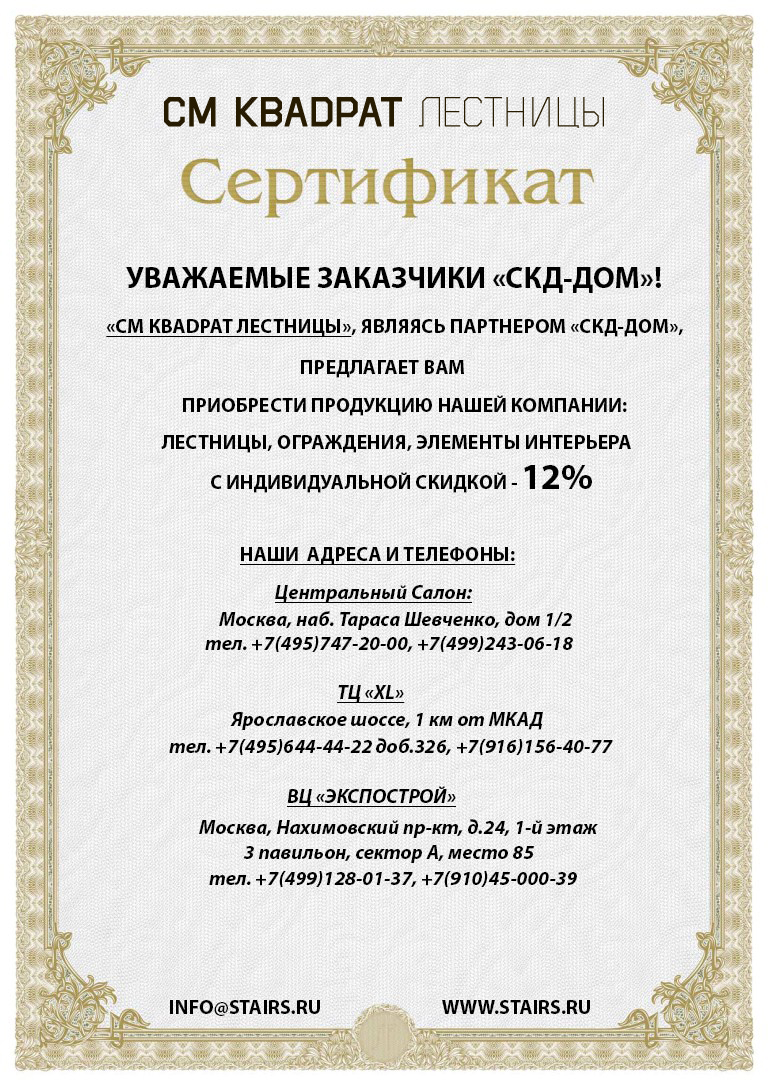 СМ КВАДРАТ ЛЕСТНИЦЫ
Сертификат
УВАЖАЕМЫЕ ЗАКАЗЧИКИ «СКД-ДОМ»!
«СМ КВАДРАТ ЛЕСТНИЦЫ», ЯВЛЯЯСЬ ПАРТНЕРОМ «СКД-ДОМ»,
ПРЕДЛАГАЕТ ВАМ
ПРИОБРЕСТИ ПРОДУКЦИЮ НАШЕЙ КОМПАНИИ:
ЛЕСТНИЦЫ, ОГРАЖДЕНИЯ, ЭЛЕМЕНТЫ ИНТЕРЬЕРА
С ИНДИВИДУАЛЬНОЙ СКИДКОЙ - 12%
НАШИ АДРЕСА И ТЕЛЕФОНЫ:
Центральный Салон:
Москва, наб. Тараса Шевченко, дом 1/2
тел. +7(495)747-20-00, +7(499)243-06-18
ТЦ «XL»
Ярославское шоссе, 1 км от МКАД
тел. +7(495)644-44-22 доб.326, +7(916)156-40-77
ВЦ «ЭКСПОСТРОЙ»
Москва, Нахимовский пр-кт, д.24, 1-й этаж
3 павильон, сектор А, место 85
тел. +7(499)128-01-37, +7(910)45-000-39
INFO@STAIRS.RU WWW.STAIRS.RU